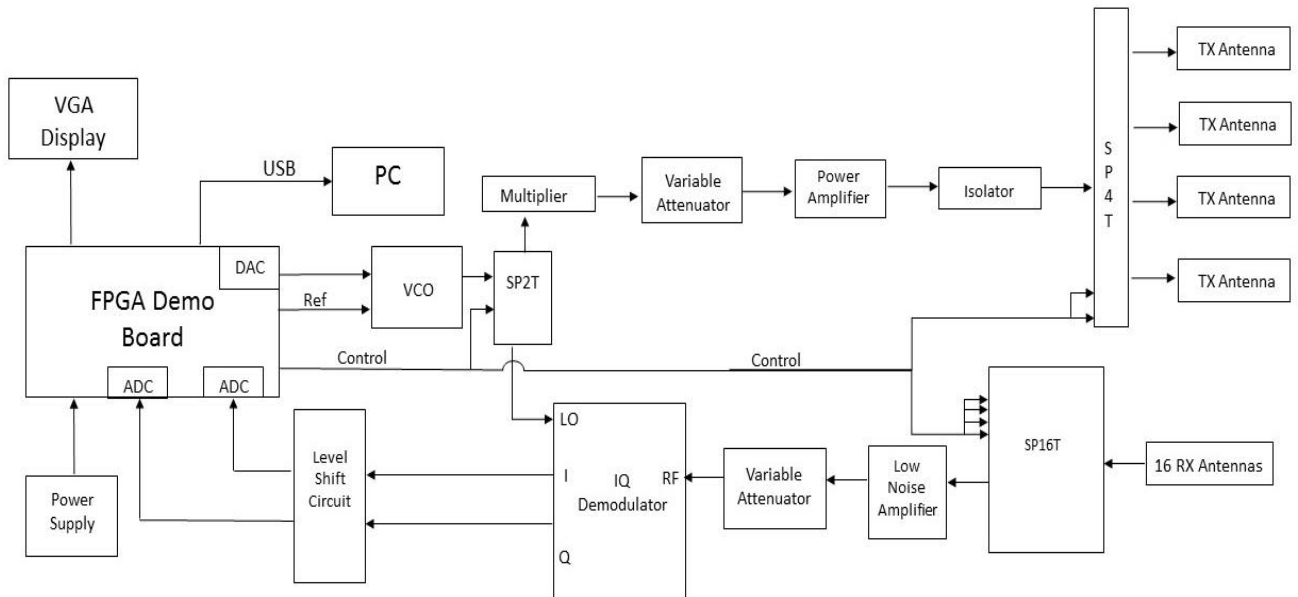 VGA
Display
USB
PC
Multiplier
Variable
Attenuator
Power
Amplifier
Isolator
S
P
4
T
TX Antenna
TX Antenna
TX Antenna
TX Antenna
DAC
FPGA Demo
Board
Ref
VCO
SP2T
Control
Control
ADC
ADC
Power
Supply
Level
Shift
Circuit
LO
I
IQ
Demodulator
RF
Q
Variable
Attenuator
Low
Noise
Amplifier
SP16T
16 RX Antennas